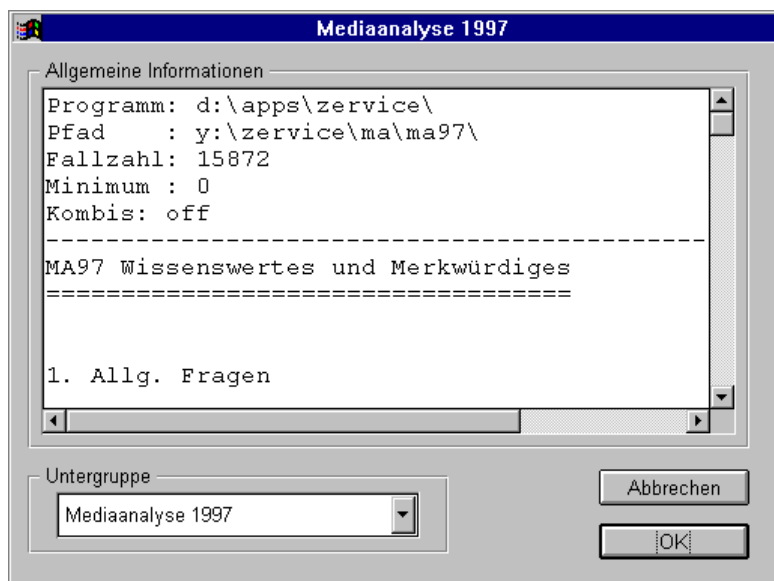 Mediaanalyse 1997
Allgemeine Informationen
Programm: d:\apps\zervice\
Pfad    : y:\zervice\ma\ma97\
Fallzahl: 15872
Minimum : 0
Kombis: off
--------------------------------------------
MA97 Wissenswertes und Merkwürdiges
===================================
1. Allg. Fragen
Untergruppe
Mediaanalyse 1997
Abbrechen
OK